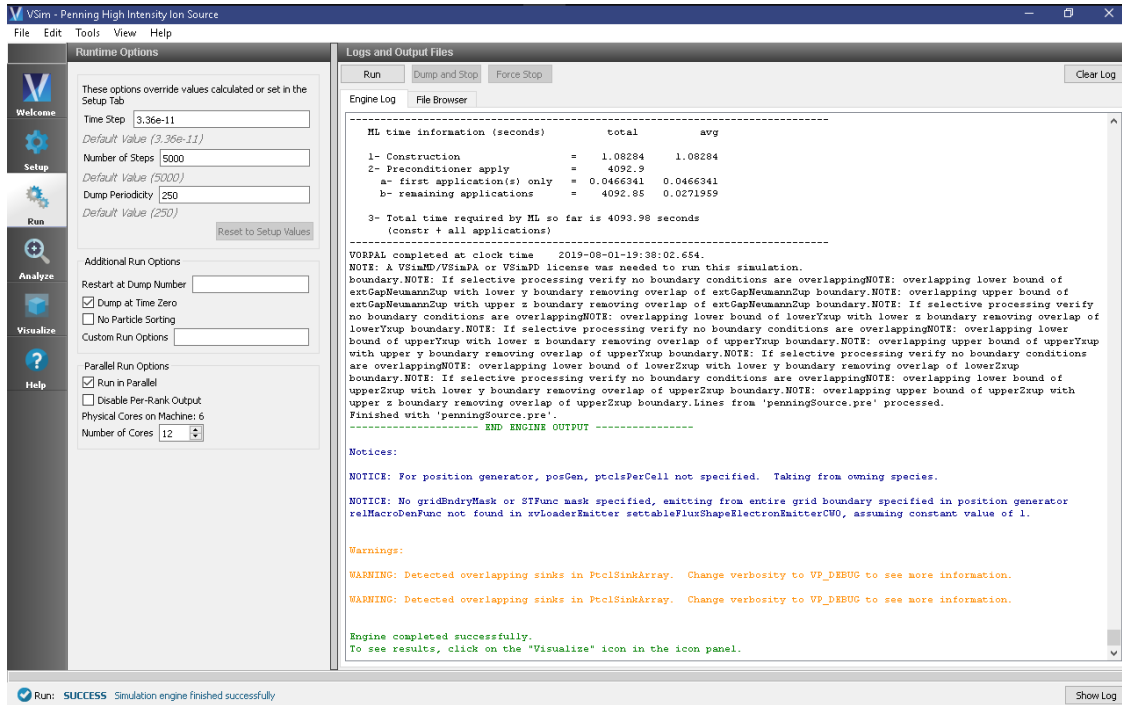 VSim - Penning High Intensity Ion Source
File Edit Tools View Help
Runtime Options
Logs and Output Files
Welcome
Setup
Run
Analyze
Visualize
Help
These options override values calculated or set in the
Setup Tab
Time Step 3.36e-11
Default Value (3.36e-11)
Number of Steps 5000
Default Value (5000)
Dump Periodicity 250
Default Value (250)
Reset to Setup Values
Additional Run Options
Restart at Dump Number
Dump at Time Zero
No Particle Sorting
Custom Run Options
Parallel Run Options
Run in Parallel
Disable Per-Rank Output
Physical Cores on Machine: 6
Number of Cores 12
Run Dump and Stop Force Stop Clear Log
Engine Log File Browser
--------------------------------------------------------------------------------
ML time information (seconds) total avg
1- Construction = 1.08284 1.08284
2- Preconditioner apply = 4092.9
a- first application(s) only = 0.0466341 0.0466341
b- remaining applications = 4092.85 0.0271959
3- Total time required by ML so far is 4093.98 seconds
(constr + all applications)
--------------------------------------------------------------------------------
VORPAL completed at clock time 2019-08-01-19:38:02.654.
NOTE: A VSimMD/VSimPA or VSimPD license was needed to run this simulation.
boundary.NOTE: If selective processing verify no boundary conditions are overlappingNOTE: overlapping lower bound of
extGapNeumannZup with lower y boundary removing overlap of extGapNeumannZup boundary.NOTE: overlapping upper bound of
extGapNeumannZup with upper z boundary removing overlap of extGapNeumannZup boundary.NOTE: If selective processing verify
no boundary conditions are overlappingNOTE: overlapping lower bound of lowerYxup with lower z boundary removing overlap of
lowerYxup boundary.NOTE: If selective processing verify no boundary conditions are overlappingNOTE: overlapping lower
bound of upperYxup with lower z boundary removing overlap of upperYxup boundary.NOTE: overlapping upper bound of upperYxup
with upper y boundary removing overlap of upperYxup boundary.NOTE: If selective processing verify no boundary conditions
are overlappingNOTE: overlapping lower bound of lowerZxup with lower y boundary removing overlap of lowerZxup
boundary.NOTE: If selective processing verify no boundary conditions are overlappingNOTE: overlapping lower bound of
upperZxup with lower y boundary removing overlap of upperZxup boundary.NOTE: overlapping upper bound of upperZxup with
upper z boundary removing overlap of upperZxup boundary.Lines from 'penningSource.pre' processed.
Finished with 'penningSource.pre'.
--------------------- END ENGINE OUTPUT ----------------
Notices:
NOTICE: For position generator, posGen, ptclsPerCell not specified. Taking from owning species.
NOTICE: No gridBndryMask or STFunc mask specified, emitting from entire grid boundary specified in position generator
relMacroDenFunc not found in xvLoaderEmitter settableFluxShapeElectronEmitterCW0, assuming constant value of 1.
Warnings:
WARNING: Detected overlapping sinks in PtclSinkArray. Change verbosity to VP_DEBUG to see more information.
WARNING: Detected overlapping sinks in PtclSinkArray. Change verbosity to VP_DEBUG to see more information.
Engine completed successfully.
To see results, click on the "Visualize" icon in the icon panel.
Run: SUCCESS Simulation engine finished successfully
Show Log